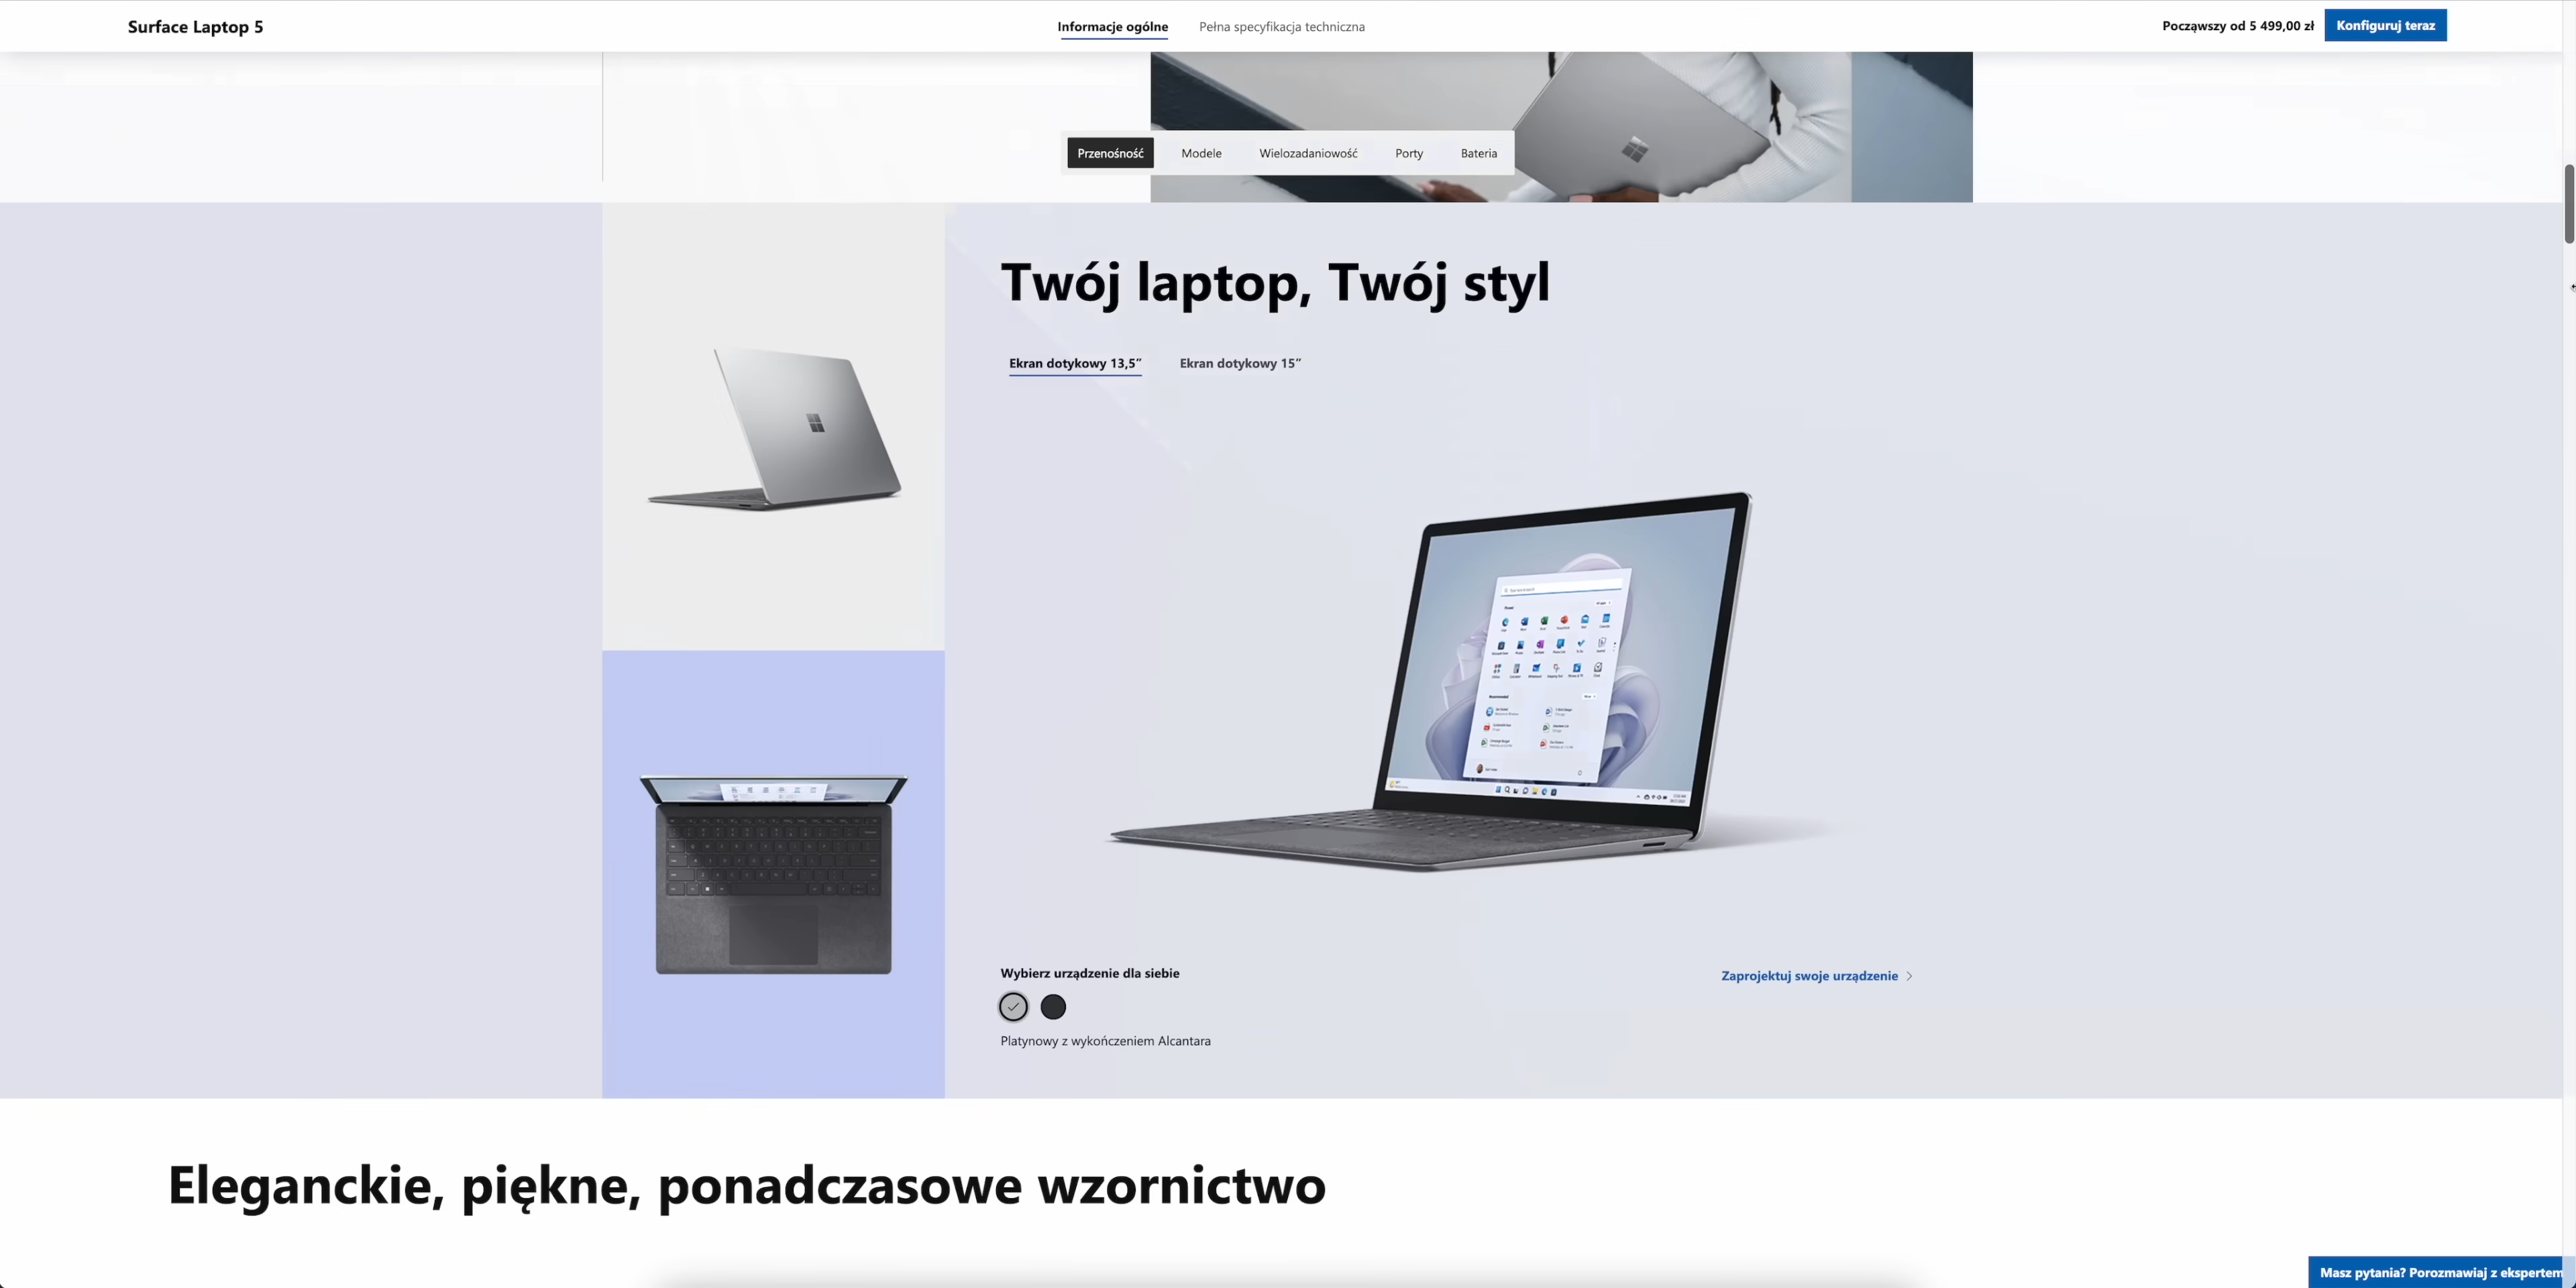 Surface Laptop 5
Informacje ogólne
Pełna specyfikacja techniczna
Począwszy od 5 499,00 zł
Konfiguruj teraz
Przenośność
Modele
Wielozadaniowość
Porty
Bateria
Twój laptop, Twój styl
Ekran dotykowy 13,5”
Ekran dotykowy 15”
Wybierz urządzenie dla siebie
Zaprojektuj swoje urządzenie
Platynowy z wykończeniem Alcantara
Eleganckie, piękne, ponadczasowe wzornictwo
Masz pytania? Porozmawiaj z ekspertem